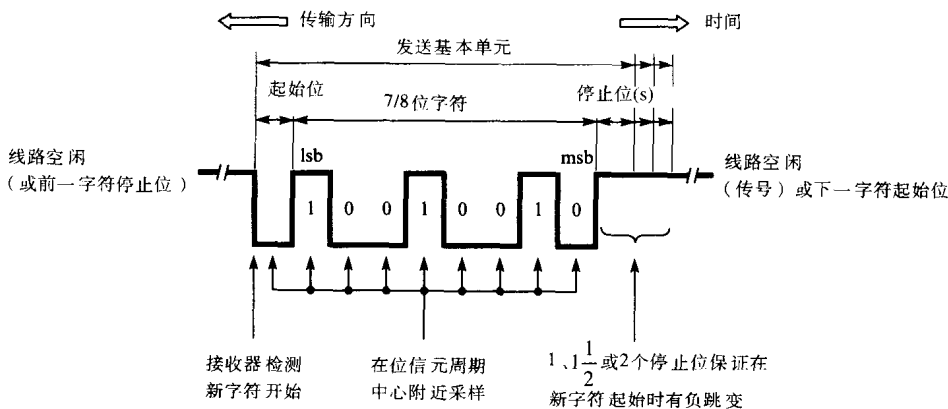 传输方向
时间
发送基本单元
起始位
7/8位字符
停止位(s)
线路空闲
(或前一字符停止位)
lsb
msb
1 0 0 1 0 0 1 0
线路空闲
(传号)或下一字符起始位
接收器检测
新字符开始
在位信元周期
中心附近采样
1、1 1/2 或2个停止位保证在
新字符起始时有负跳变